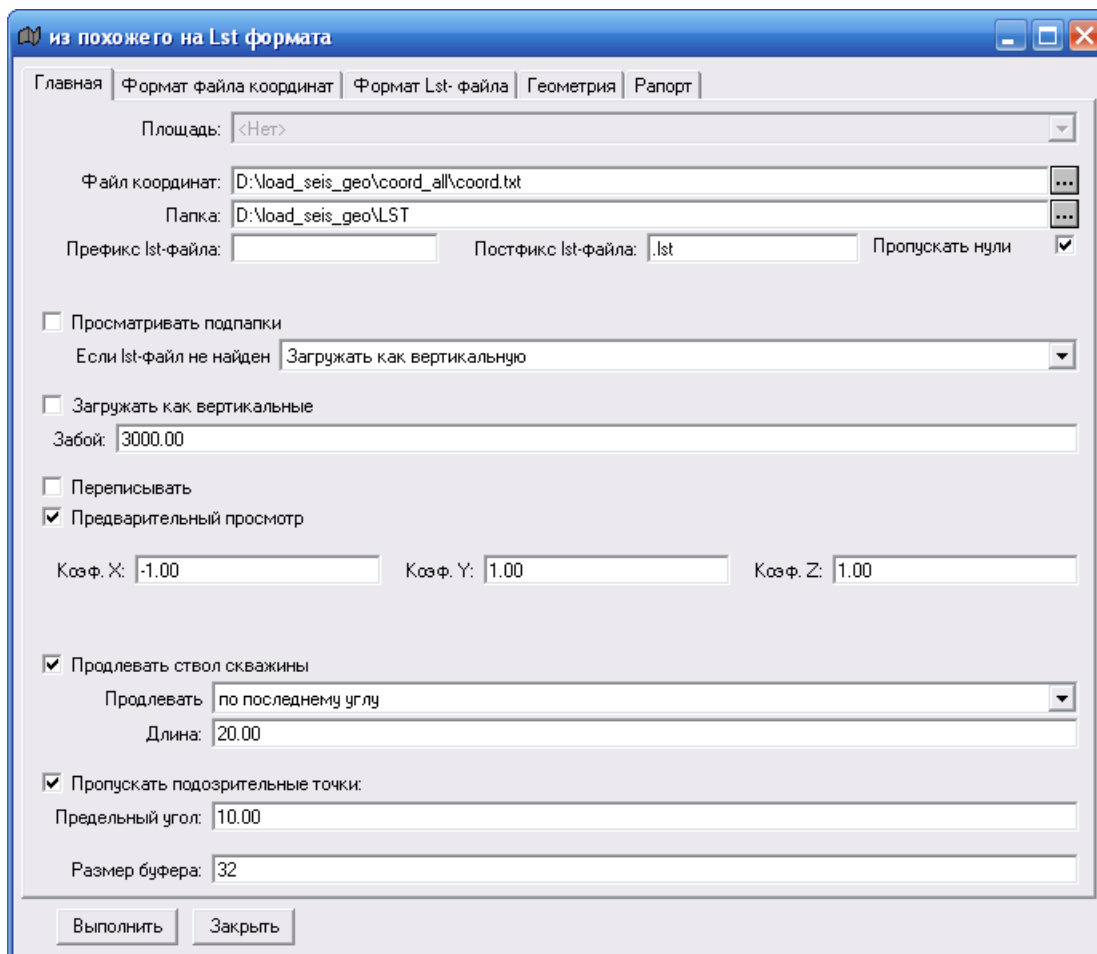 из похожего на Lst формата
Главная Формат файла координат Формат Lst- файла Геометрия Рапорт
Площадь: <Нет>
Файл координат: D:\load_seis_geo\coord_all\coord.txt ...
Папка: D:\load_seis_geo\LST ...
Префикс lst-файла: Постфикс lst-файла: .lst Пропускать нули
Просматривать подпапки
Если lst-файл не найден Загружать как вертикальную
Загружать как вертикальные
Забой: 3000.00
Переписывать
Предварительный просмотр
Коэф. X: -1.00 Коэф. Y: 1.00 Коэф. Z: 1.00
Продлевать ствол скважины
Продлевать по последнему углу
Длина: 20.00
Пропускать подозрительные точки:
Предельный угол: 10.00
Размер буфера: 32
Выполнить Закрыть